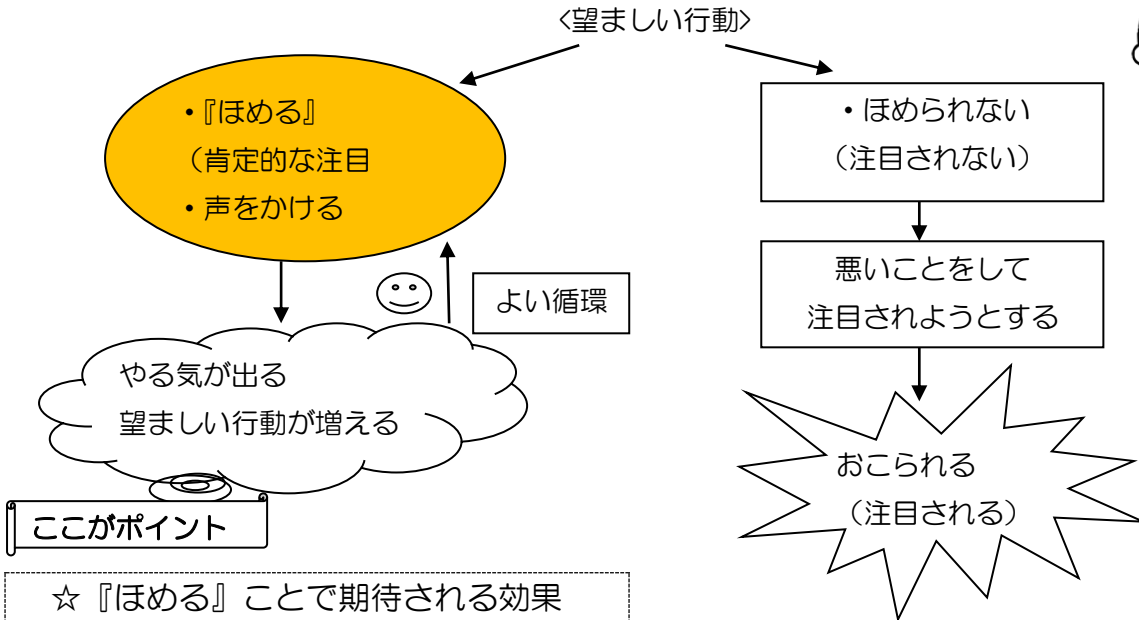 <望ましい行動>
・『ほめる』
（肯定的な注目
・声をかける
よい循環
やる気が出る
望ましい行動が増える
ここがポイント
☆『ほめる』ことで期待される効果
・ほめられない
（注目されない）
悪いことをして
注目されようとする
おこられる
（注目される）